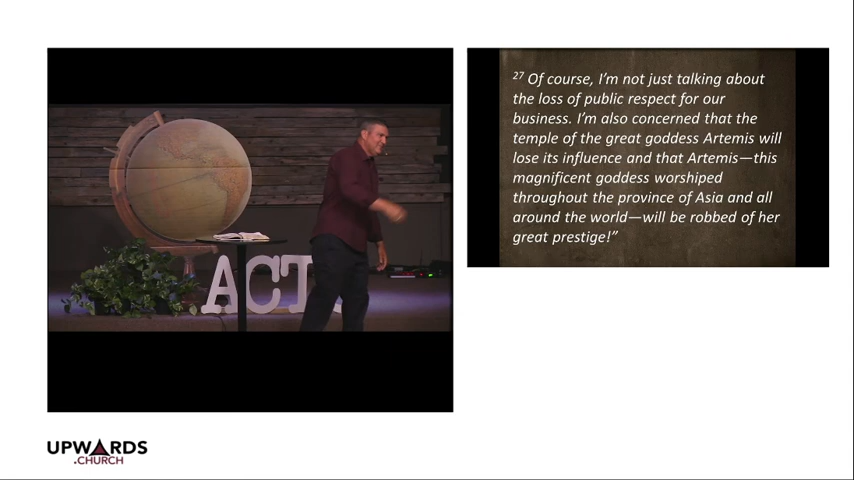 27 Of course, I'm not just talking about
the loss of public respect for our
business. I'm also concerned that the
temple of the great goddess Artemis will
lose its influence and that Artemis—this
magnificent goddess worshiped
throughout the province of Asia and all
around the world—will be robbed of her
great prestige!"
ACTS
UPWARDS
.CHURCH